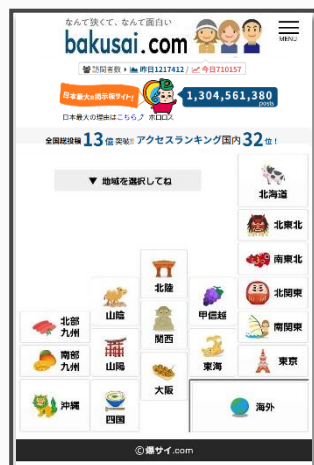 なんて狭くて、なんて面白い
bakusai.com
MENU
訪問者数 ▸ 昨日1217412 / 今日710157
日本最大の掲示板サイト!
1,304,561,380
posts
日本最大の理由はこちら♪ ホロロス
全国総投稿13億突破!! アクセスランキング国内32位!
▼ 地域を選択してね
北海道
北東北
南東北
北陸
北関東
山陰
甲信越
北部
九州
関西
南関東
南部
九州
山陽
東海
東京
大阪
沖縄
四国
海外
©爆サイ.com